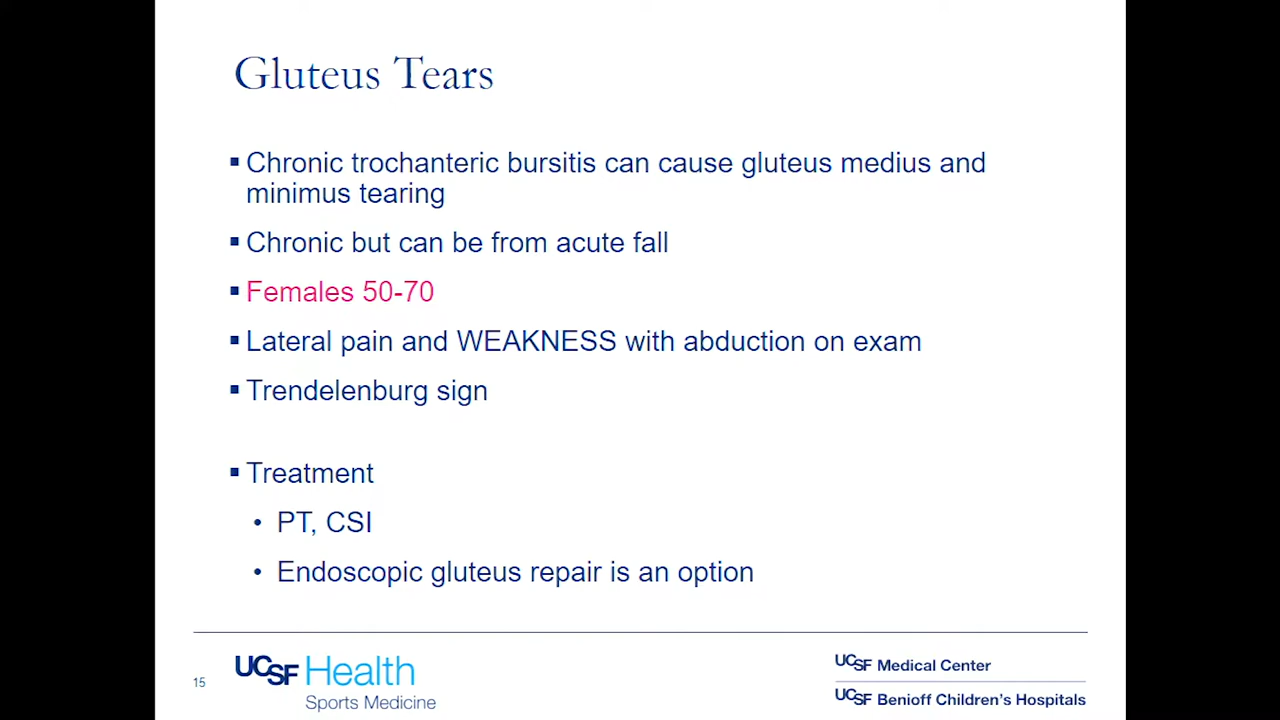 Gluteus Tears
▪ Chronic trochanteric bursitis can cause gluteus medius and
minimus tearing
▪ Chronic but can be from acute fall
▪ Females 50-70
▪ Lateral pain and WEAKNESS with abduction on exam
▪ Trendelenburg sign
▪ Treatment
• PT, CSI
• Endoscopic gluteus repair is an option
15
UCSF Health
Sports Medicine
UCSF Medical Center
UCSF Benioff Children's Hospitals